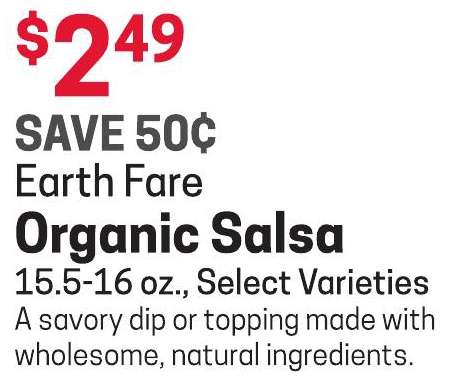 $2.49
SAVE 50¢
Earth Fare
Organic Salsa
15.5-16 oz., Select Varieties
A savory dip or topping made with
wholesome, natural ingredients.